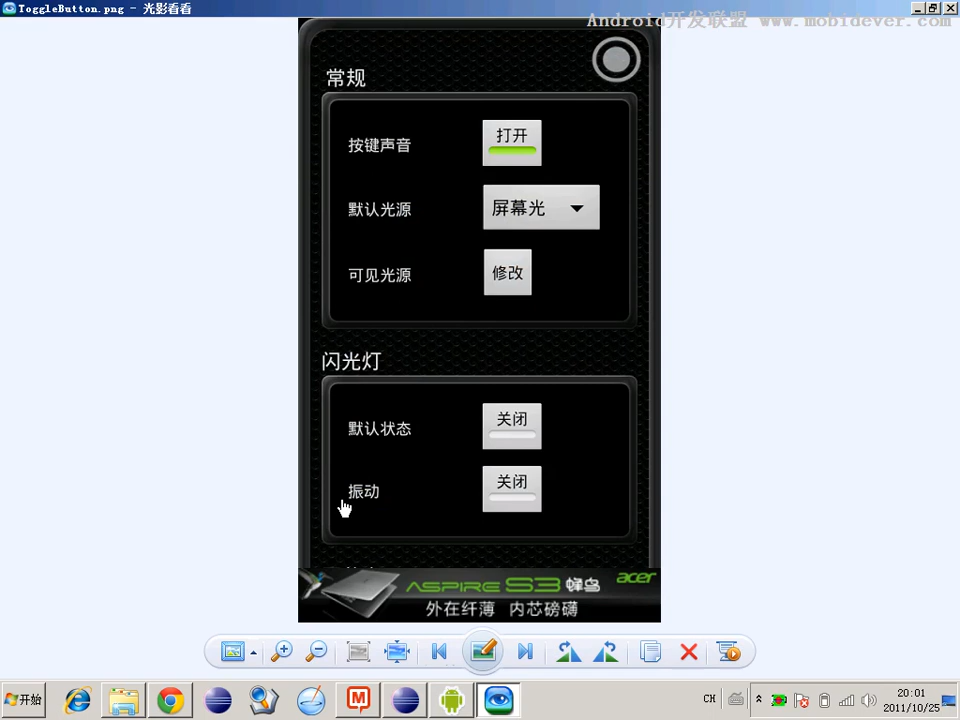 ToggleButton.png - 光影看看
Android开发联盟 www.mobidever.com
常规
按键声音
打开
默认光源
屏幕光
可见光源
修改
闪光灯
默认状态
关闭
振动
关闭
ASPIRE S3 蜂鸟
acer
外在纤薄 内芯磅礴
开始
CH
20:01
2011/10/25